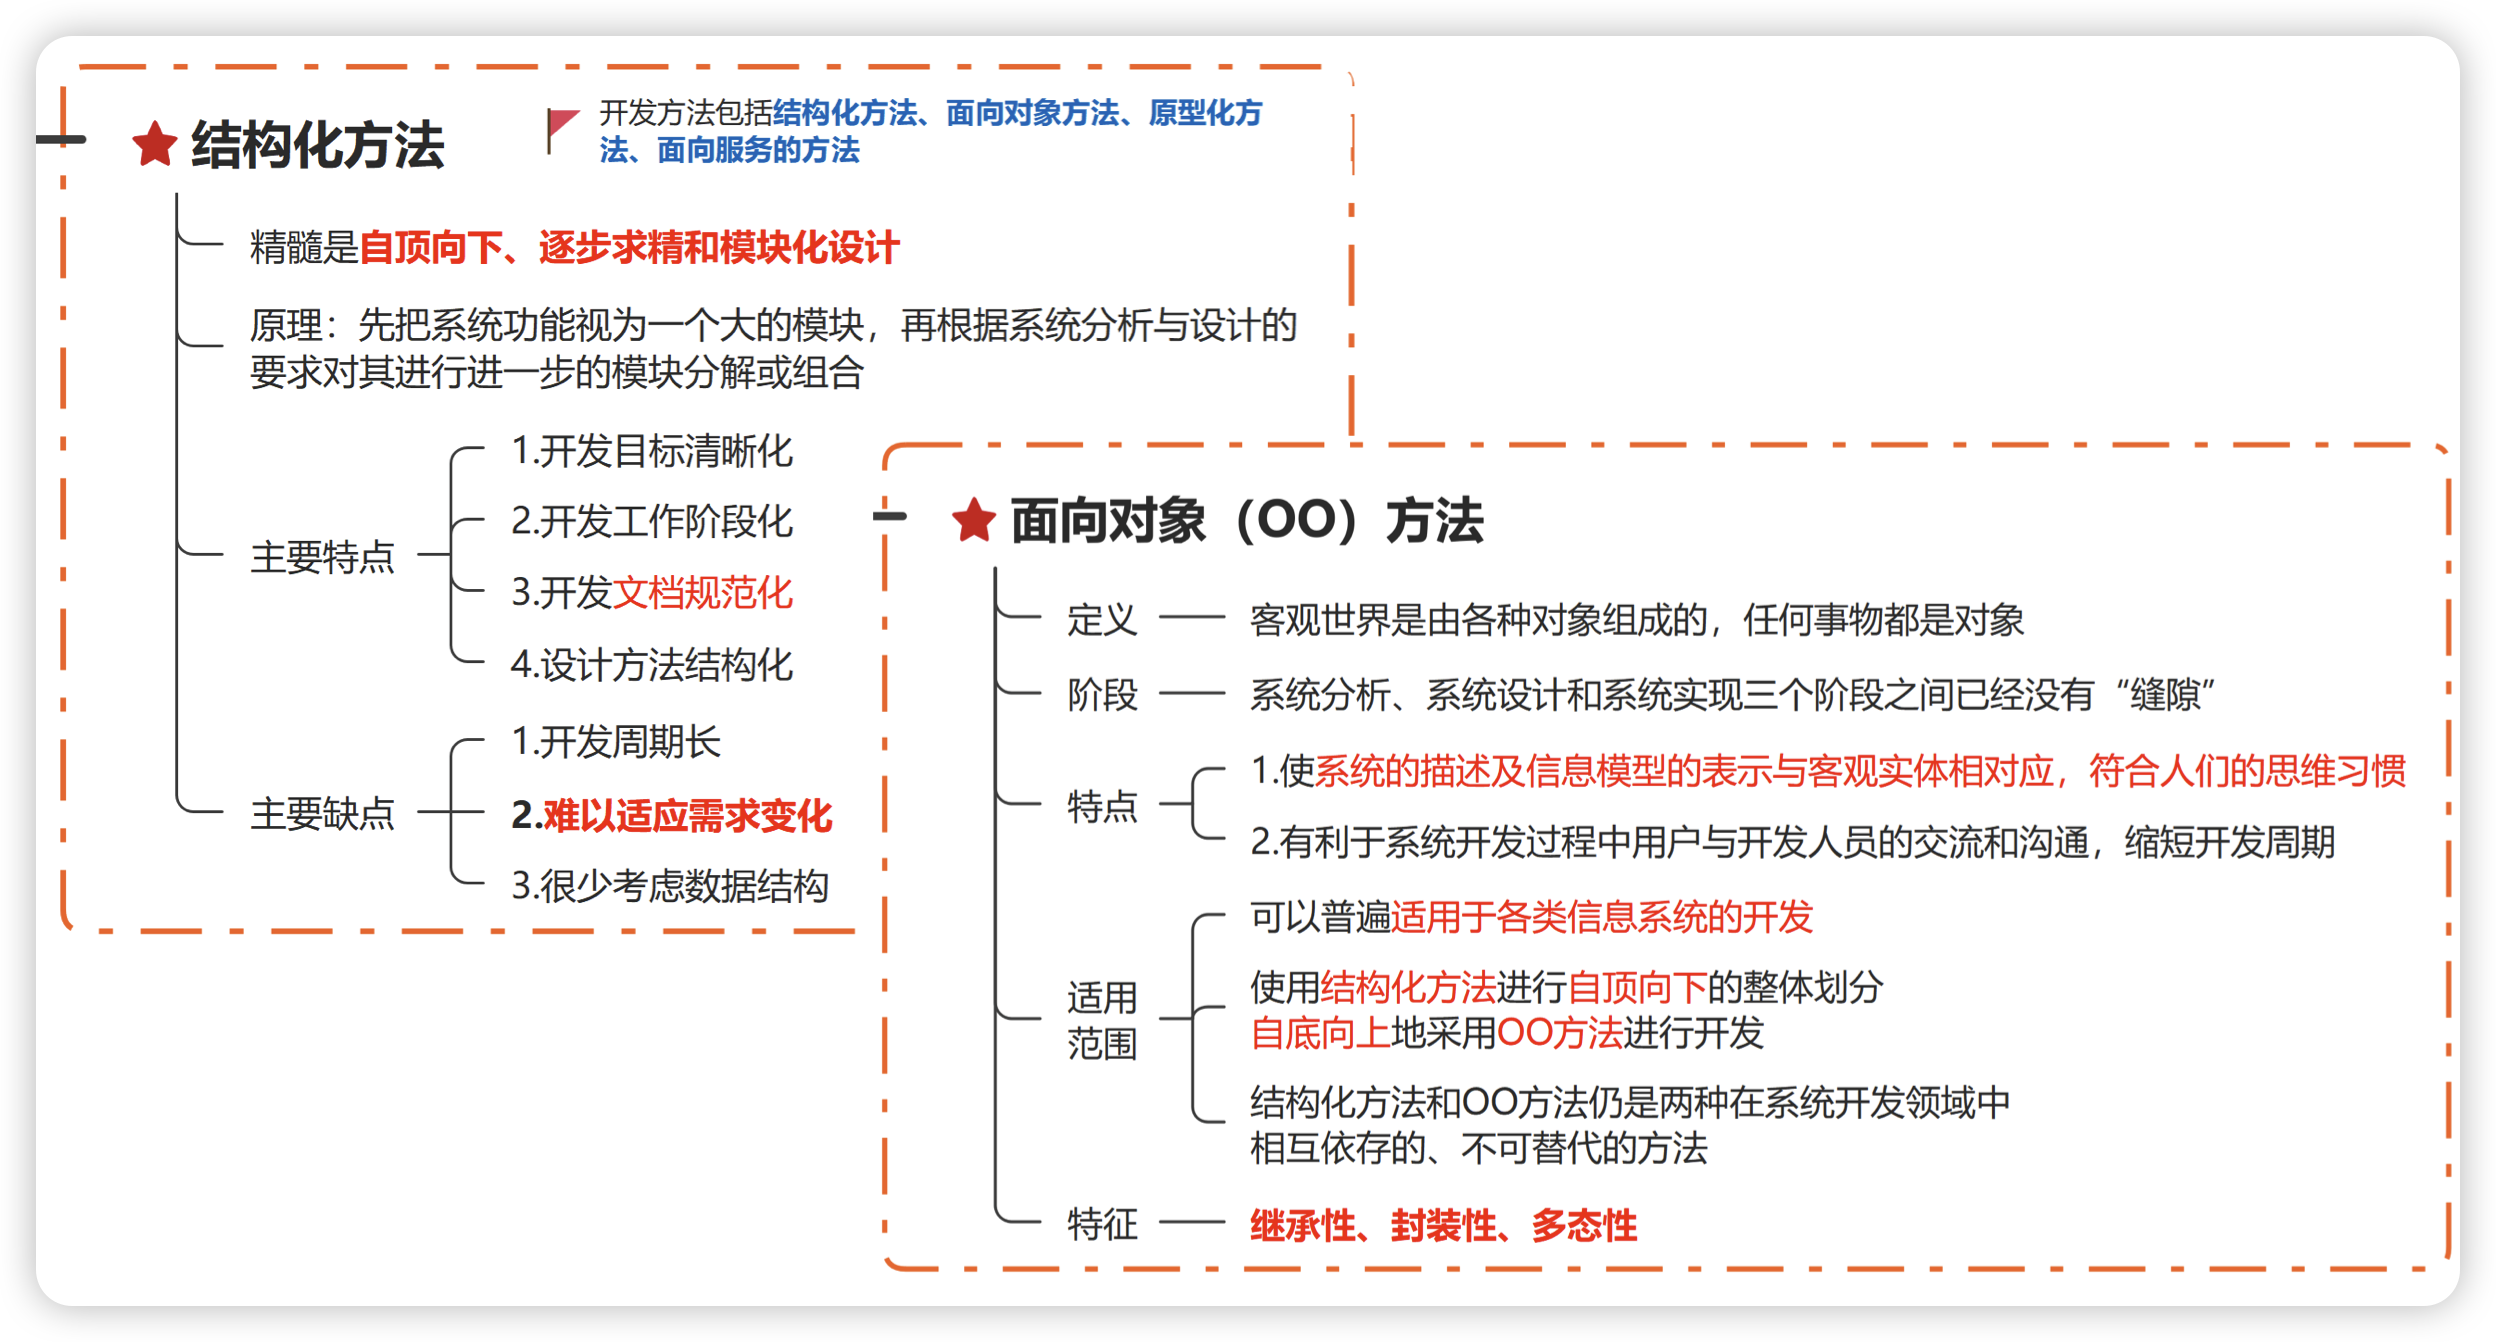 结构化方法
开发方法包括结构化方法、面向对象方法、原型化方
法、面向服务的方法
精髓是自顶向下、逐步求精和模块化设计
原理：先把系统功能视为一个大的模块，再根据系统分析与设计的
要求对其进行进一步的模块分解或组合
主要特点
1.开发目标清晰化
2.开发工作阶段化
3.开发文档规范化
4.设计方法结构化
主要缺点
1.开发周期长
2.难以适应需求变化
3.很少考虑数据结构
面向对象（OO）方法
定义
客观世界是由各种对象组成的，任何事物都是对象
阶段
系统分析、系统设计和系统实现三个阶段之间已经没有“缝隙”
特点
1.使系统的描述及信息模型的表示与客观实体相对应，符合人们的思维习惯
2.有利于系统开发过程中用户与开发人员的交流和沟通，缩短开发周期
适用
范围
可以普遍适用于各类信息系统的开发
使用结构化方法进行自顶向下的整体划分
自底向上地采用OO方法进行开发
结构化方法和OO方法仍是两种在系统开发领域中
相互依存的、不可替代的方法
特征
继承性、封装性、多态性